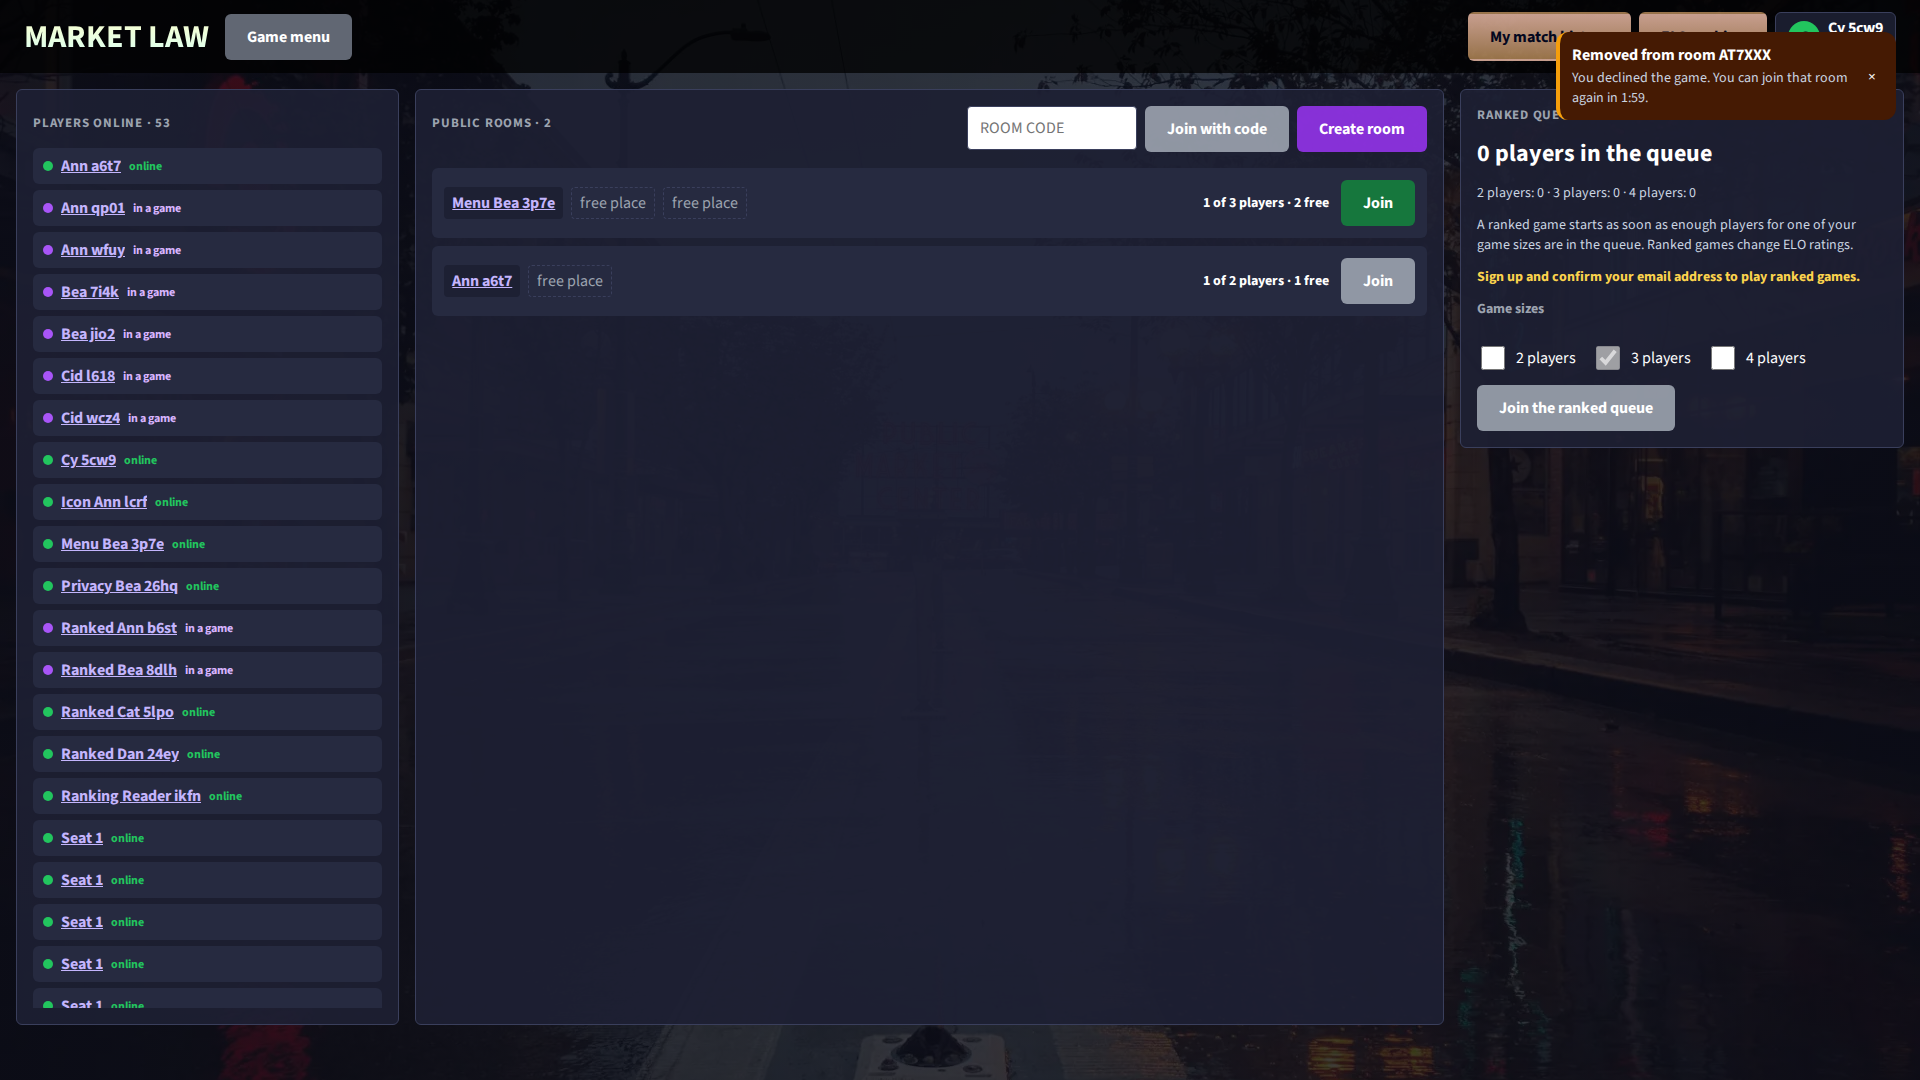 MARKET LAW
Game menu
My match
Cy 5cw9
Removed from room AT7XXX
You declined the game. You can join that room
again in 1:59.
×
PLAYERS ONLINE · 53
Ann a6t7 online
Ann qp01 in a game
Ann wfuy in a game
Bea 7i4k in a game
Bea jio2 in a game
Cid l618 in a game
Cid wcz4 in a game
Cy 5cw9 online
Icon Ann lcrf online
Menu Bea 3p7e online
Privacy Bea 26hq online
Ranked Ann b6st in a game
Ranked Bea 8dlh in a game
Ranked Cat 5lpo online
Ranked Dan 24ey online
Ranking Reader ikfn online
Seat 1 online
Seat 1 online
Seat 1 online
Seat 1 online
Seat 1 online
PUBLIC ROOMS · 2
ROOM CODE
Join with code
Create room
Menu Bea 3p7e free place free place 1 of 3 players · 2 free Join
Ann a6t7 free place 1 of 2 players · 1 free Join
RANKED QUE
0 players in the queue
2 players: 0 · 3 players: 0 · 4 players: 0
A ranked game starts as soon as enough players for one of your
game sizes are in the queue. Ranked games change ELO ratings.
Sign up and confirm your email address to play ranked games.
Game sizes
2 players 3 players 4 players
Join the ranked queue